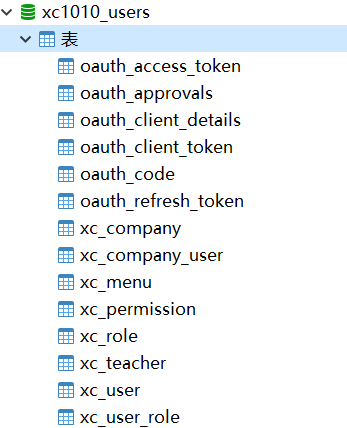 xc1010_users
表
oauth_access_token
oauth_approvals
oauth_client_details
oauth_client_token
oauth_code
oauth_refresh_token
xc_company
xc_company_user
xc_menu
xc_permission
xc_role
xc_teacher
xc_user
xc_user_role